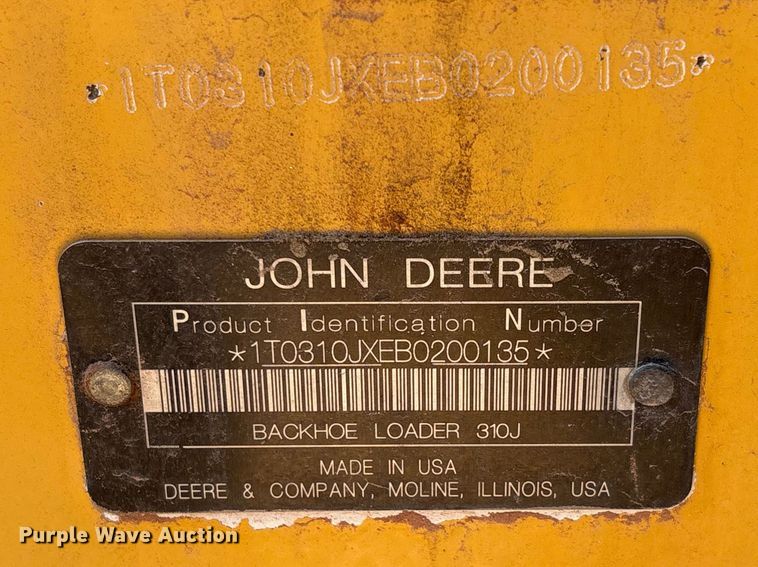 *1T0310JXEB0200135*
JOHN DEERE
Product Identification Number
*1T0310JXEB0200135*
BACKHOE LOADER 310J
MADE IN USA
DEERE & COMPANY, MOLINE, ILLINOIS, USA
Purple Wave Auction